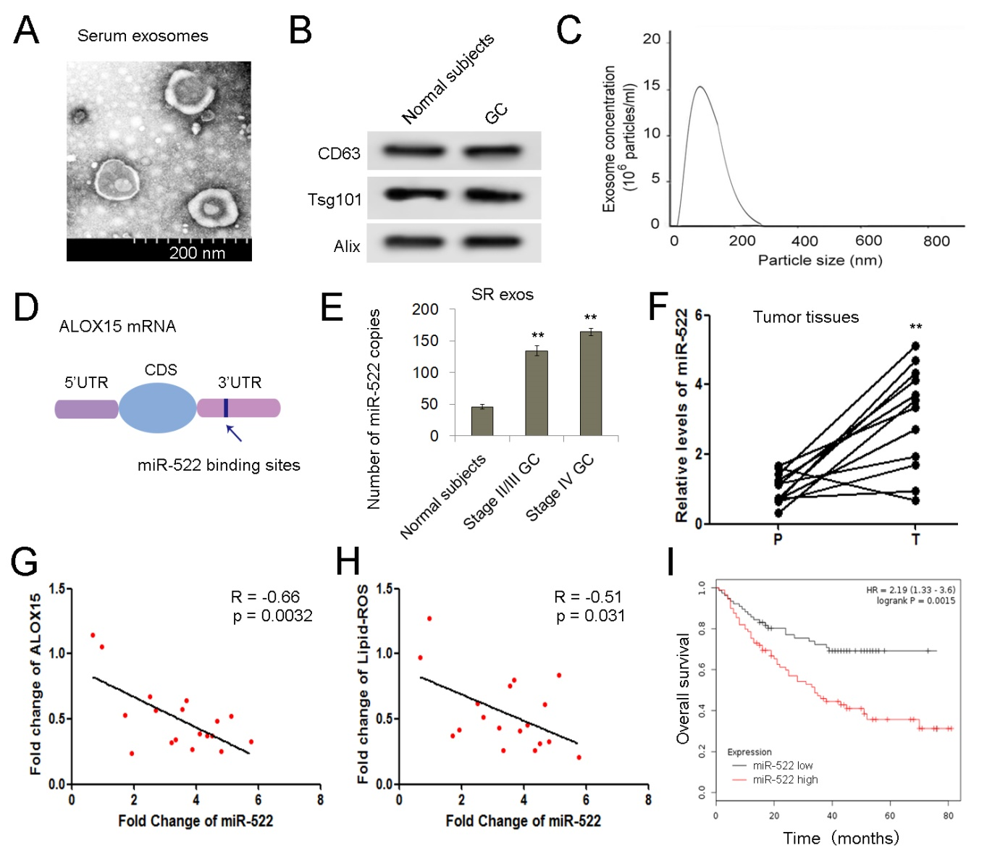 A
Serum exosomes
200 nm
B
Normal subjects
GC
CD63
Tsg101
Alix
C
Exosome concentration
(10^6 particles/ml)
20
15
10
5
0
0 200 400 600 800
Particle size (nm)
D
ALOX15 mRNA
5'UTR
CDS
3'UTR
miR-522 binding sites
E
SR exos
Number of miR-522 copies
200
150
100
50
0
**
**
Normal subjects
Stage II/III GC
Stage IV GC
F
Tumor tissues
**
Relative levels of miR-522
6
4
2
0
P T
G
R = -0.66
p = 0.0032
Fold change of ALOX15
1.5
1.0
0.5
0.0
0 2 4 6 8
Fold Change of miR-522
H
R = -0.51
p = 0.031
Fold change of Lipid-ROS
1.5
1.0
0.5
0.0
0 2 4 6 8
Fold Change of miR-522
I
HR = 2.19 (1.33 - 3.6)
logrank P = 0.0015
Overall survival
1.0
0.8
0.6
0.4
0.2
0.0
Expression
miR-522 low
miR-522 high
0 20 40 60 80
Time（months）